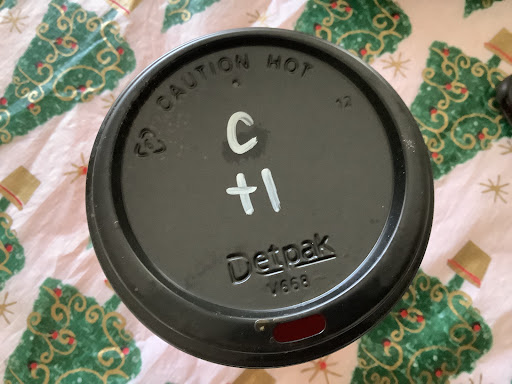 CAUTION HOT
12
C
+1
Detpak
V668